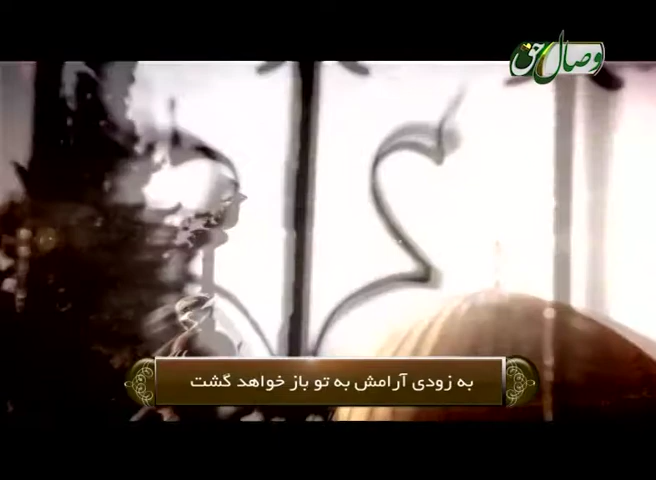 وصال حق
به زودی آرامش به تو باز خواهد گشت